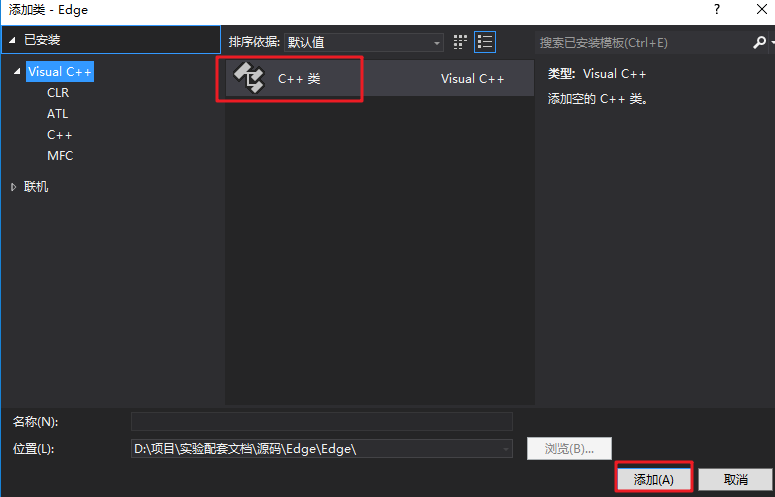 添加类 - Edge
已安装
排序依据: 默认值
搜索已安装模板(Ctrl+E)
Visual C++
CLR
ATL
C++
MFC
联机
C++ 类
Visual C++
类型: Visual C++
添加空的 C++ 类。
名称(N):
位置(L):
D:\项目\实验配套文档\源码\Edge\Edge\
浏览(B)...
添加(A)
取消